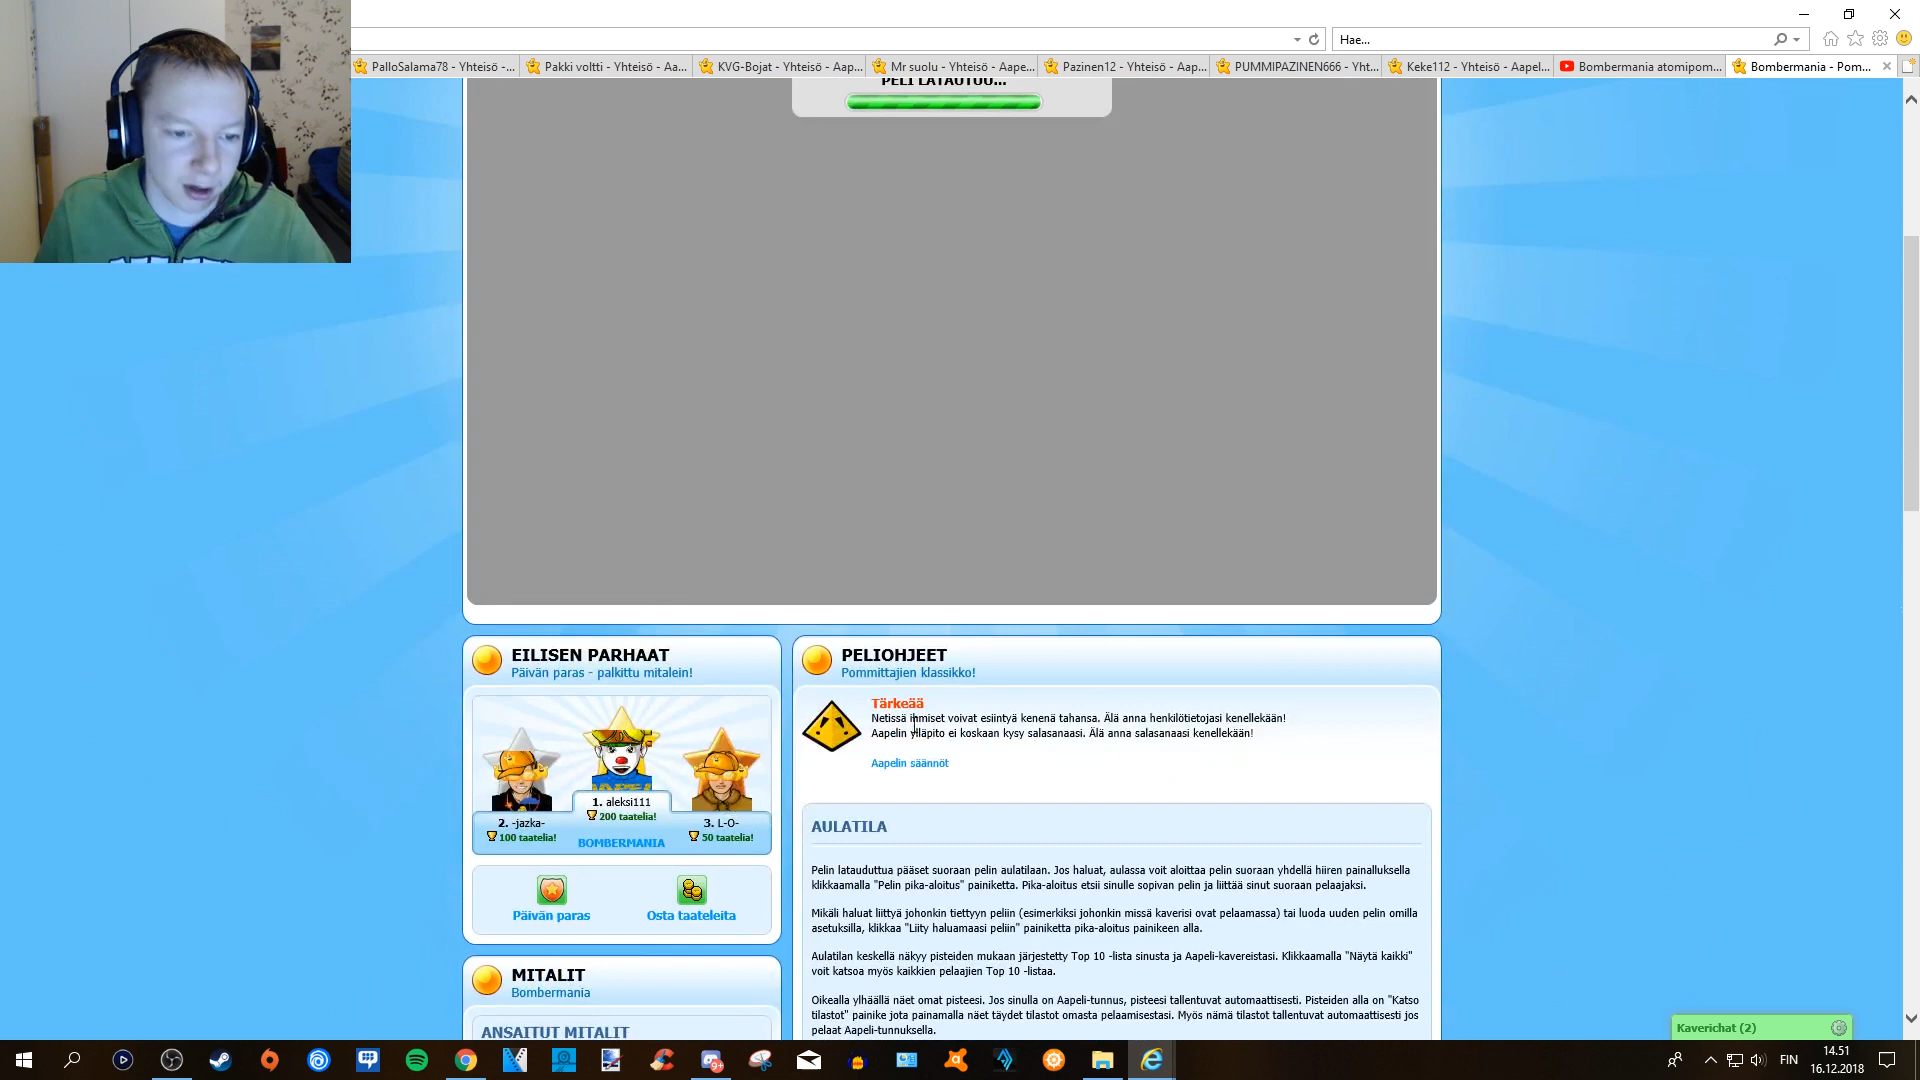 Hae...
PalloSalama78 - Yhteisö -...
Pakki voltti - Yhteisö - Aa...
KVG-Bojat - Yhteisö - Aap...
Mr suolu - Yhteisö - Aape...
Pazinen12 - Yhteisö - Aap...
PUMMIPAZINEN666 - Yht...
Keke112 - Yhteisö - Aapel...
Bombermania atomipom...
Bombermania - Pom...
PELI LATAUTUU...
EILISEN PARHAAT
Päivän paras - palkittu mitalein!
1. aleksi111
200 taatelia!
2. -jazka-
100 taatelia!
3. L-O-
50 taatelia!
BOMBERMANIA
Päivän paras
Osta taateleita
MITALIT
Bombermania
ANSAITUT MITALIT
PELIOHJEET
Pommittajien klassikko!
Tärkeää
Netissä ihmiset voivat esiintyä kenenä tahansa. Älä anna henkilötietojasi kenellekään!
Aapelin ylläpito ei koskaan kysy salasanaasi. Älä anna salasanaasi kenellekään!
Aapelin säännöt
AULATILA
Pelin latauduttua pääset suoraan pelin aulatilaan. Jos haluat, aulassa voit aloittaa pelin suoraan yhdellä hiiren painalluksella
klikkaamalla "Pelin pika-aloitus" painiketta. Pika-aloitus etsii sinulle sopivan pelin ja liittää sinut suoraan pelaajaksi.
Mikäli haluat liittyä johonkin tiettyyn peliin (esimerkiksi johonkin missä kaverisi ovat pelaamassa) tai luoda uuden pelin omilla
asetuksilla, klikkaa "Liity haluamaasi peliin" painiketta pika-aloitus painikeen alla.
Aulatilan keskellä näkyy pisteiden mukaan järjestetty Top 10 -lista sinusta ja Aapeli-kavereistasi. Klikkaamalla "Näytä kaikki"
voit katsoa myös kaikkien pelaajien Top 10 -listaa.
Oikealla ylhäällä näet omat pisteesi. Jos sinulla on Aapeli-tunnus, pisteesi tallentuvat automaattisesti. Pisteiden alla on "Katso
tilastot" painike jota painamalla näet täydet tilastot omasta pelaamisestasi. Myös nämä tilastot tallentuvat automaattisesti jos
pelaat Aapeli-tunnuksella.
Kaverichat (2)
9+
FIN
14.51
16.12.2018